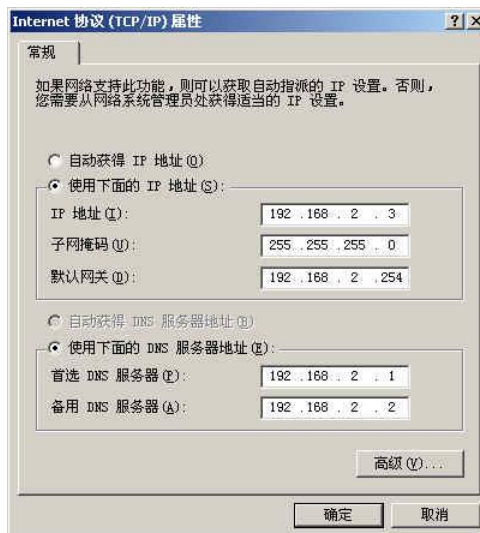 Internet 协议 (TCP/IP) 属性
常规
如果网络支持此功能，则可以获取自动指派的 IP 设置。否则，
您需要从网络系统管理员处获得适当的 IP 设置。
自动获得 IP 地址(O)
使用下面的 IP 地址(S):
IP 地址(I): 192 .168 . 2 . 3
子网掩码(U): 255 .255 .255 . 0
默认网关(D): 192 .168 . 2 .254
自动获得 DNS 服务器地址(B)
使用下面的 DNS 服务器地址(E):
首选 DNS 服务器(P): 192 .168 . 2 . 1
备用 DNS 服务器(A): 192 .168 . 2 . 2
高级(V)...
确定 取消